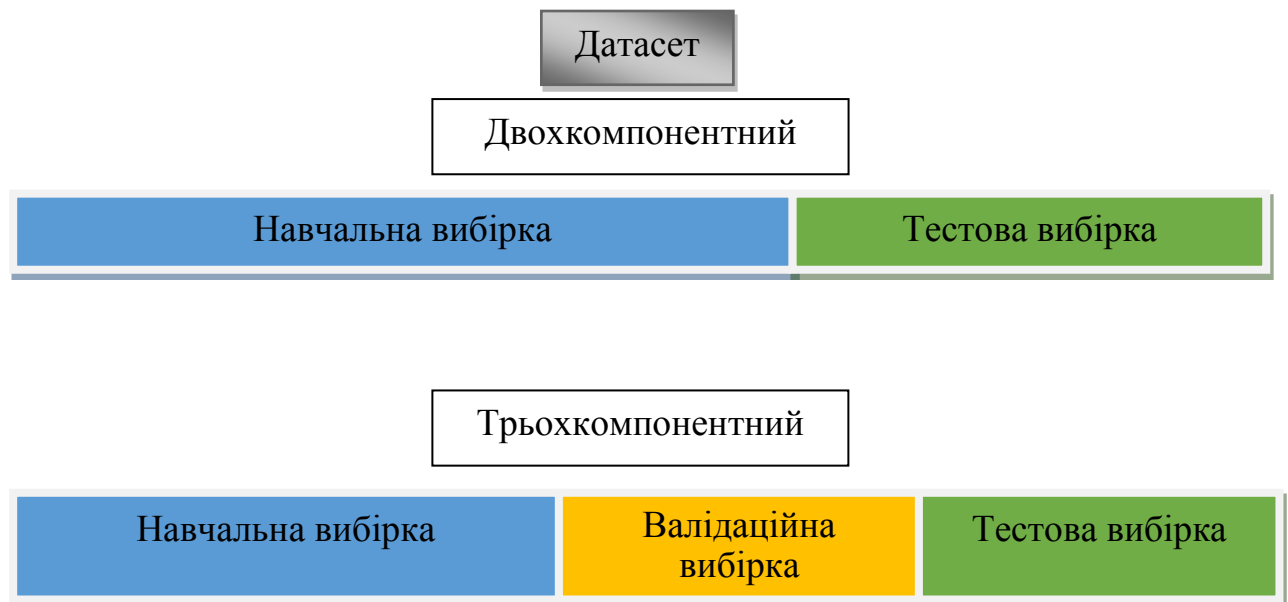 Датасет
Двохкомпонентний
Навчальна вибірка
Тестова вибірка
Трьохкомпонентний
Навчальна вибірка
Валідаційна
вибірка
Тестова вибірка